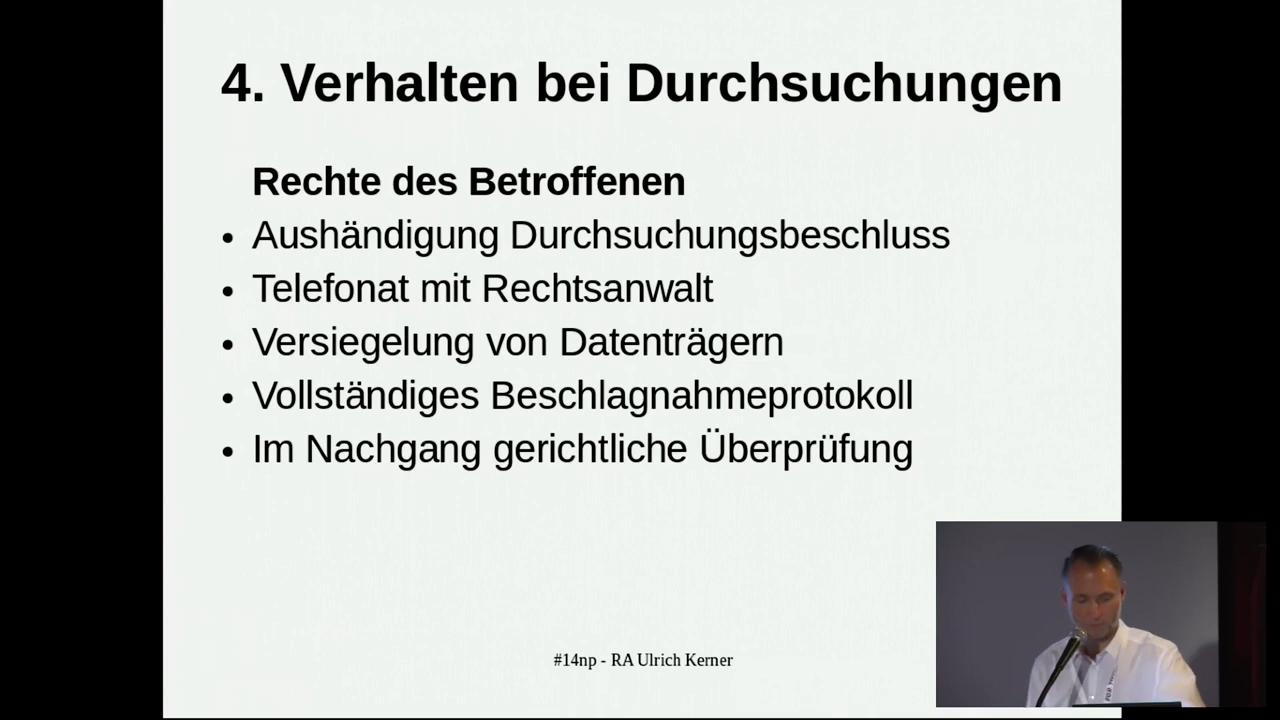 4. Verhalten bei Durchsuchungen
Rechte des Betroffenen
• Aushändigung Durchsuchungsbeschluss
• Telefonat mit Rechtsanwalt
• Versiegelung von Datenträgern
• Vollständiges Beschlagnahmeprotokoll
• Im Nachgang gerichtliche Überprüfung
#14np - RA Ulrich Kerner